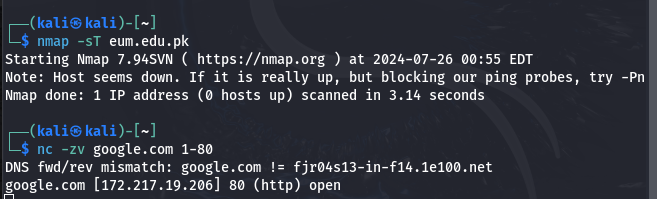 ┌──(kali㉿kali)-[~]
└─$ nmap -sT eum.edu.pk
Starting Nmap 7.94SVN ( https://nmap.org ) at 2024-07-26 00:55 EDT
Note: Host seems down. If it is really up, but blocking our ping probes, try -Pn
Nmap done: 1 IP address (0 hosts up) scanned in 3.14 seconds
┌──(kali㉿kali)-[~]
└─$ nc -zv google.com 1-80
DNS fwd/rev mismatch: google.com != fjr04s13-in-f14.1e100.net
google.com [172.217.19.206] 80 (http) open